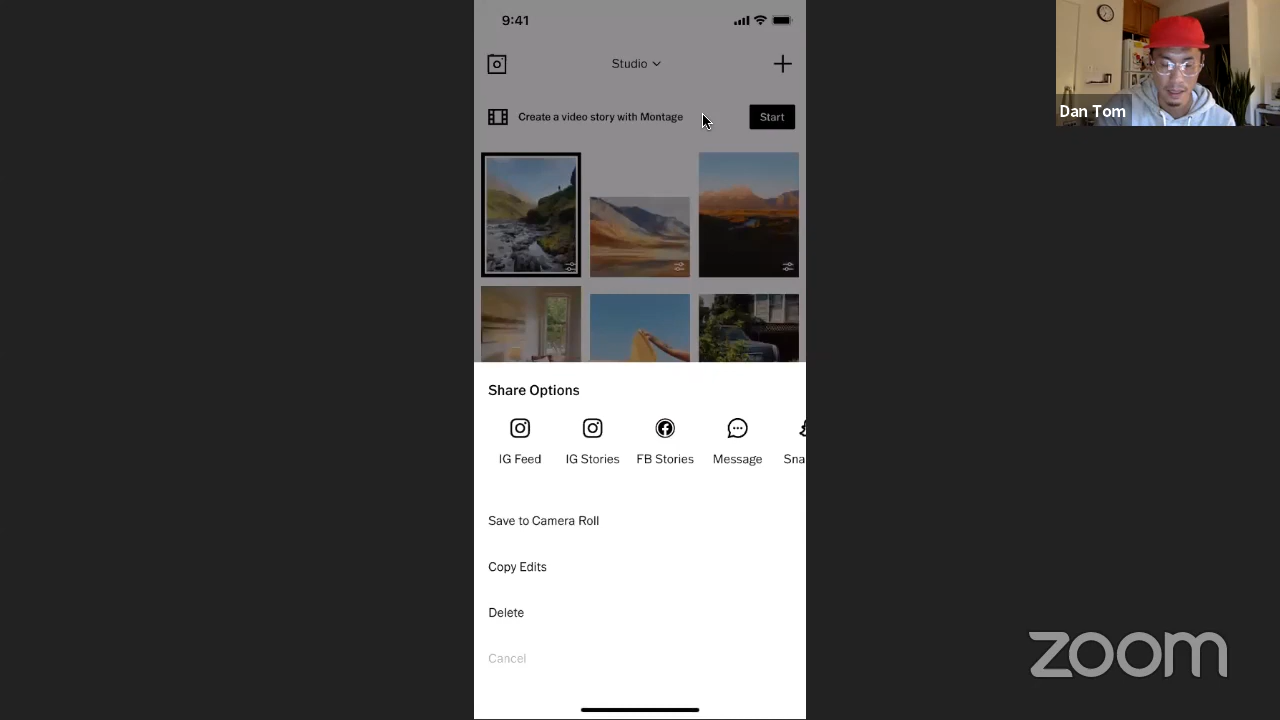 9:41
Studio
Create a video story with Montage
Start
Share Options
IG Feed
IG Stories
FB Stories
Message
Sna
Save to Camera Roll
Copy Edits
Delete
Cancel
Dan Tom
zoom